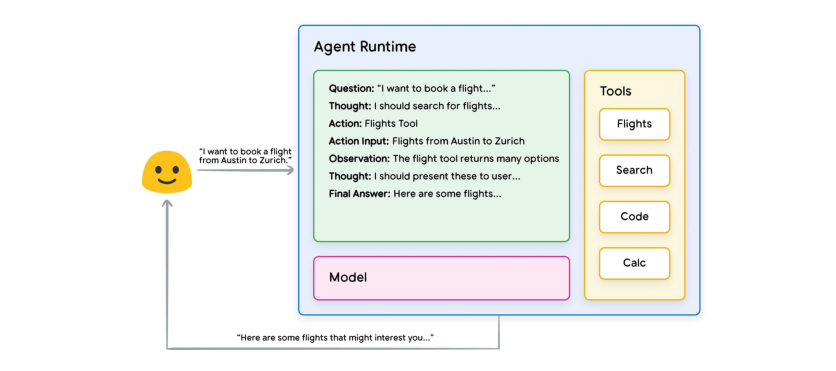 Agent Runtime
Question: "I want to book a flight..."
Thought: I should search for flights...
Action: Flights Tool
Action Input: Flights from Austin to Zurich
Observation: The flight tool returns many options
Thought: I should present these to user...
Final Answer: Here are some flights...
Model
Tools
Flights
Search
Code
Calc
"I want to book a flight
from Austin to Zurich."
"Here are some flights that might interest you..."